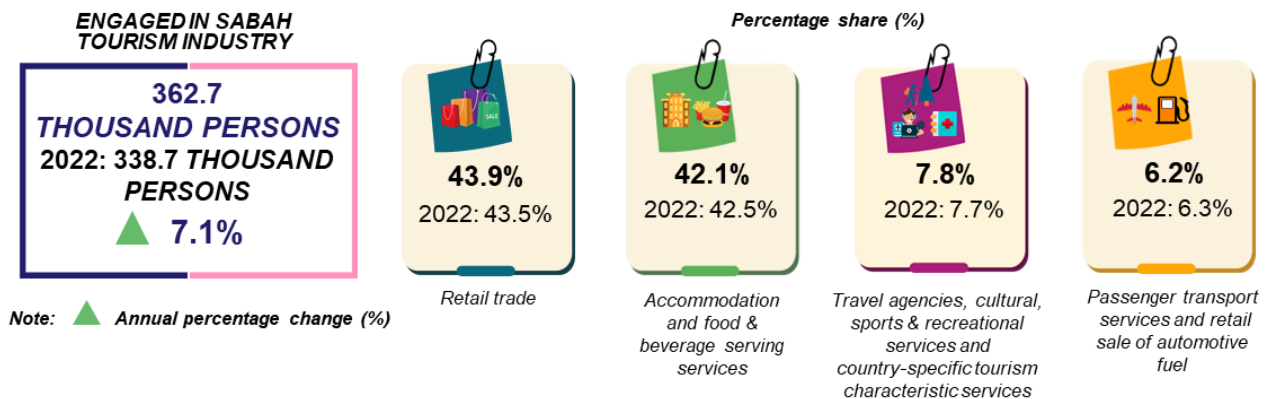 ENGAGED IN SABAH
TOURISM INDUSTRY
362.7
THOUSAND PERSONS
2022: 338.7 THOUSAND
PERSONS
7.1%
Note: Annual percentage change (%)
Percentage share (%)
SALE
43.9%
2022: 43.5%
Retail trade
42.1%
2022: 42.5%
Accommodation
and food &
beverage serving
services
7.8%
2022: 7.7%
Travel agencies, cultural,
sports & recreational
services and
country-specific tourism
characteristic services
6.2%
2022: 6.3%
Passenger transport
services and retail
sale of automotive
fuel